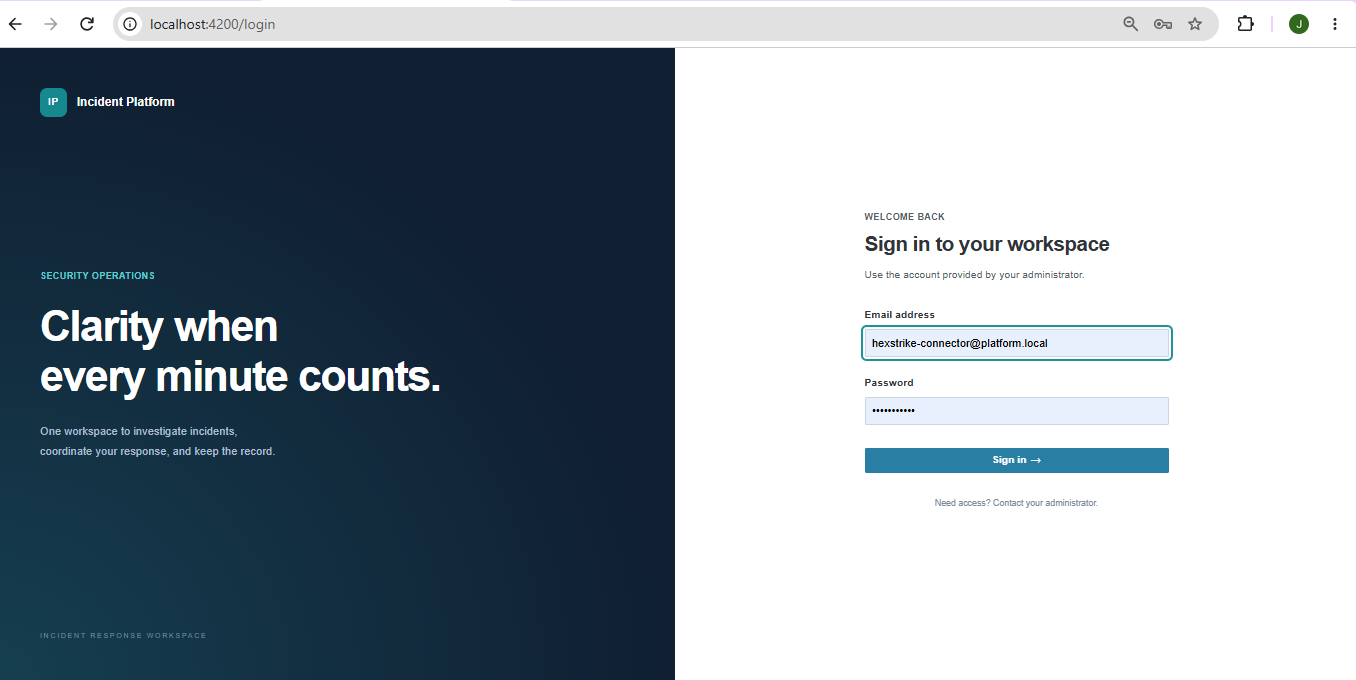 localhost:4200/login
J
IP
Incident Platform
SECURITY OPERATIONS
Clarity when
every minute counts.
One workspace to investigate incidents,
coordinate your response, and keep the record.
INCIDENT RESPONSE WORKSPACE
WELCOME BACK
Sign in to your workspace
Use the account provided by your administrator.
Email address
hexstrike-connector@platform.local
Password
•••••••••••
Sign in →
Need access? Contact your administrator.